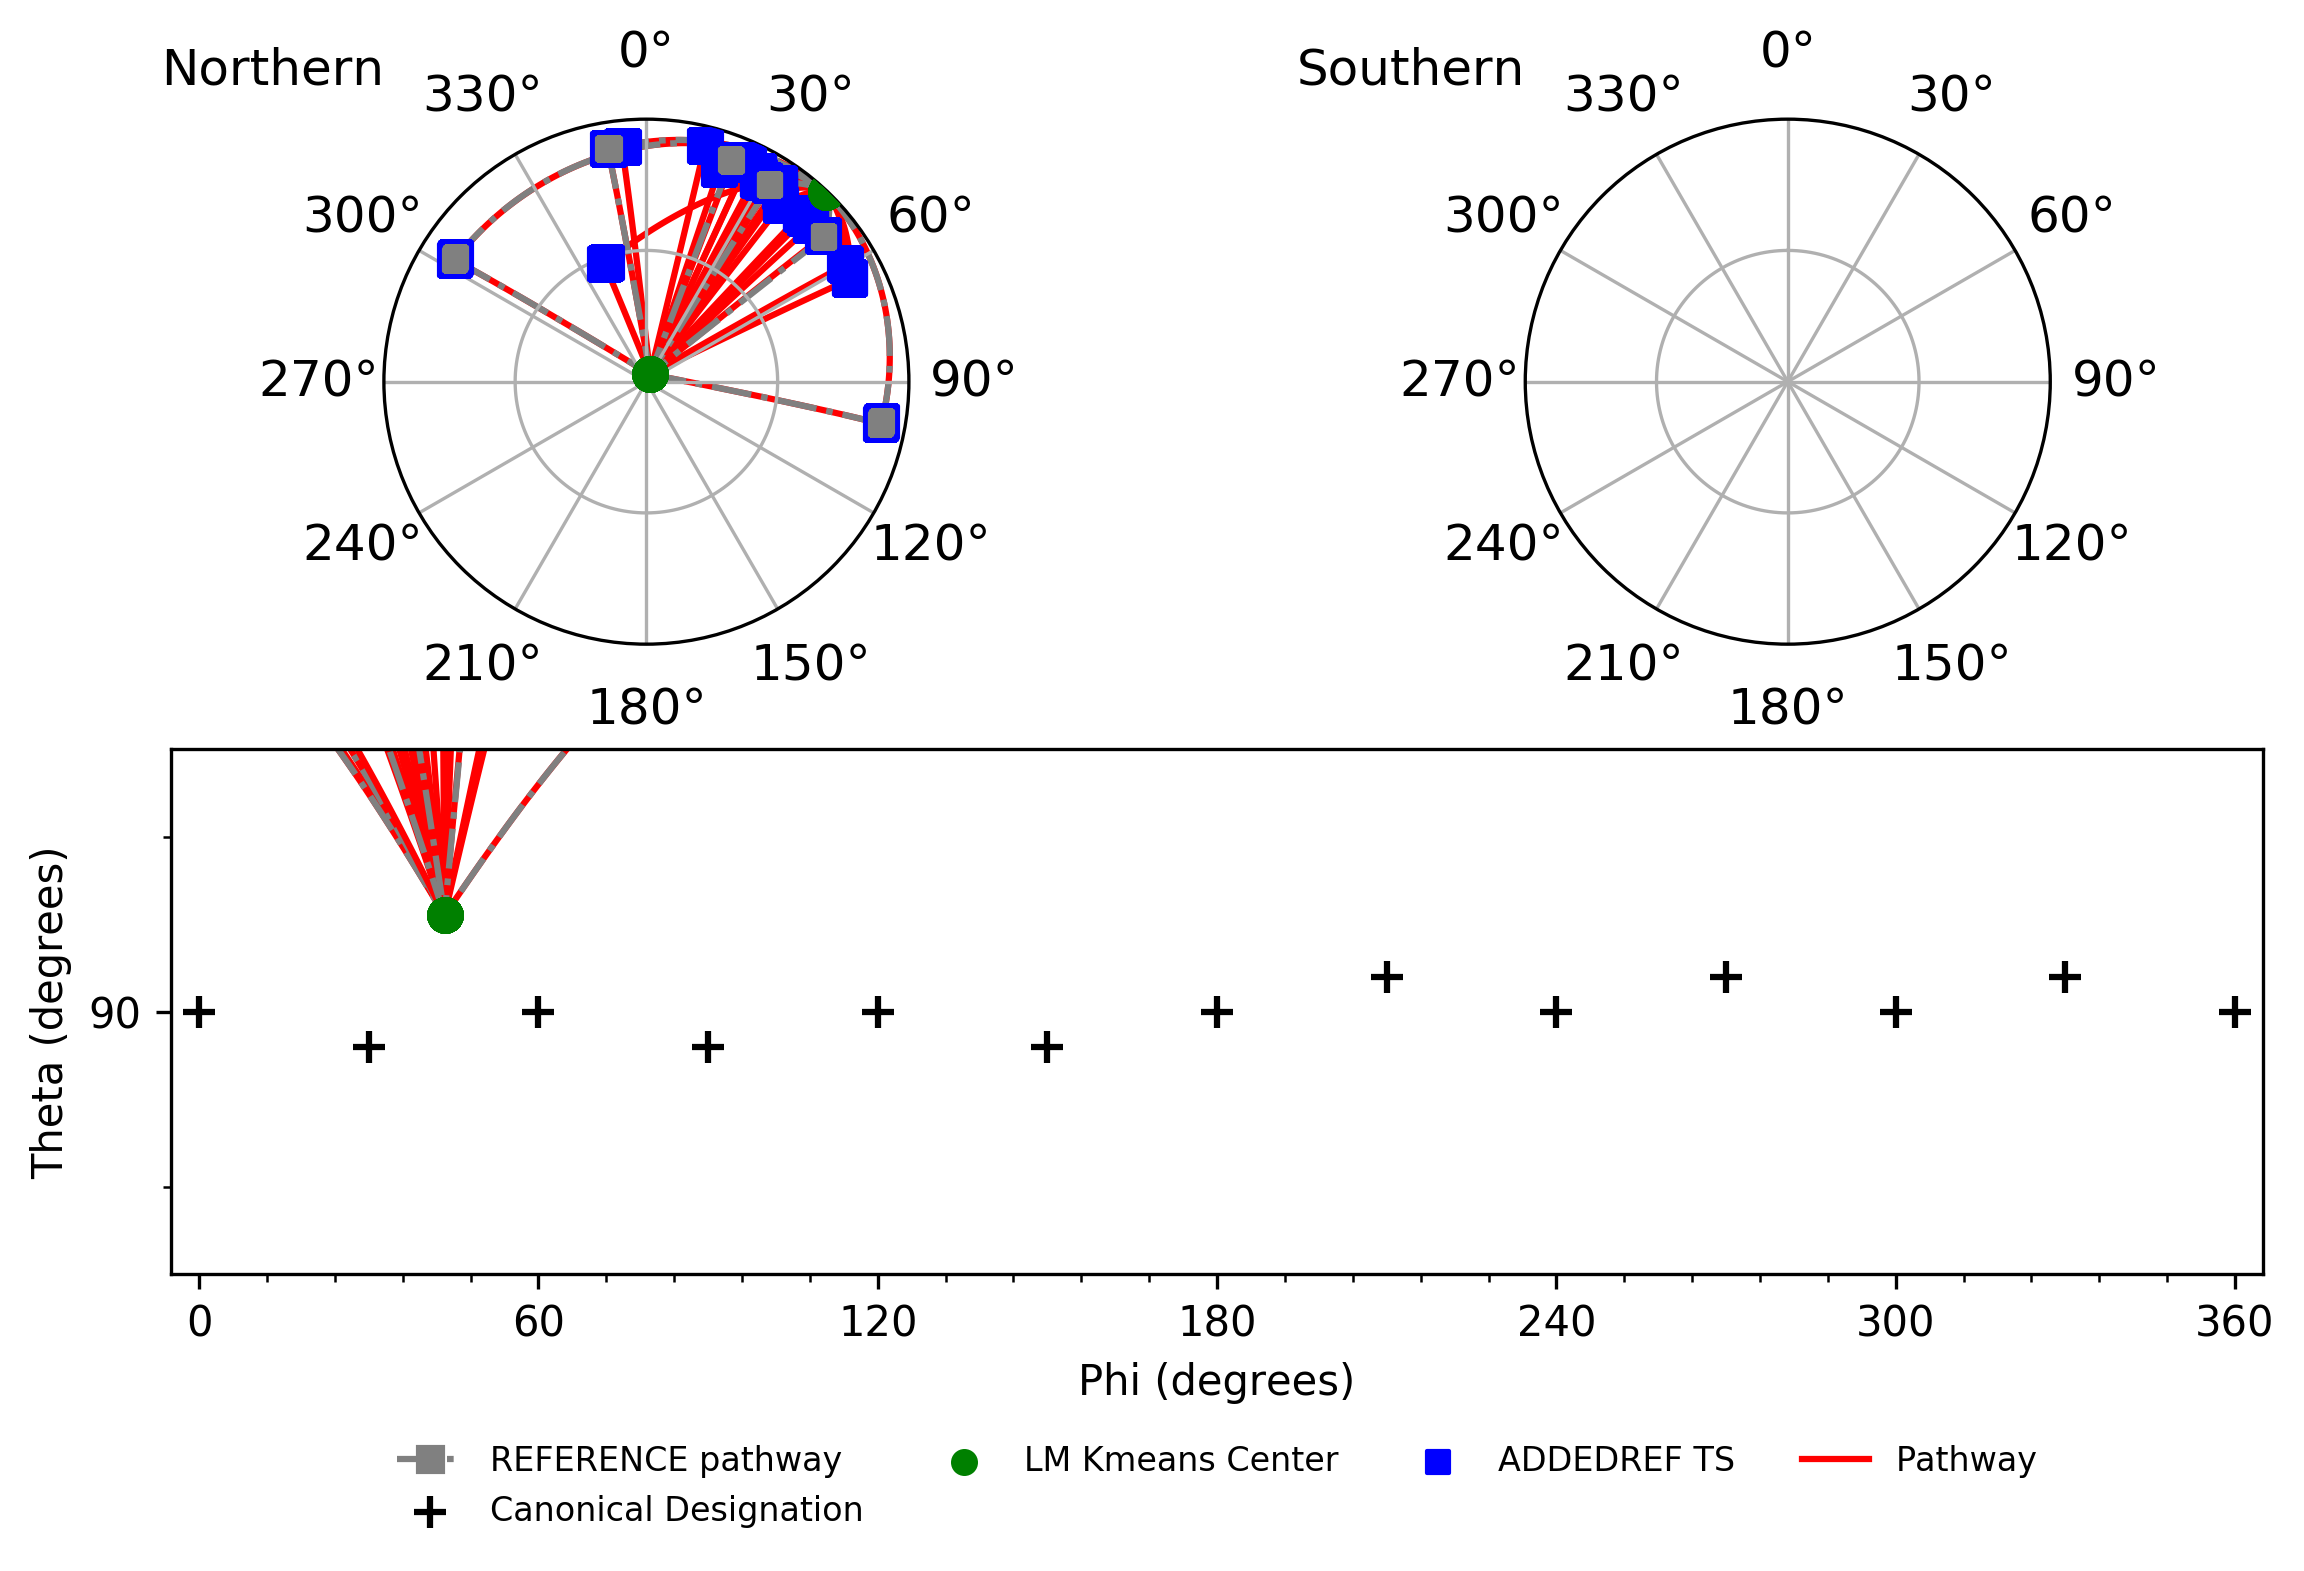 Northern
0°
30°
60°
90°
120°
150°
180°
210°
240°
270°
300°
330°
Southern
0°
30°
60°
90°
120°
150°
180°
210°
240°
270°
300°
330°
Theta (degrees)
90
0 60 120 180 240 300 360
Phi (degrees)
REFERENCE pathway
Canonical Designation
LM Kmeans Center
ADDEDREF TS
Pathway